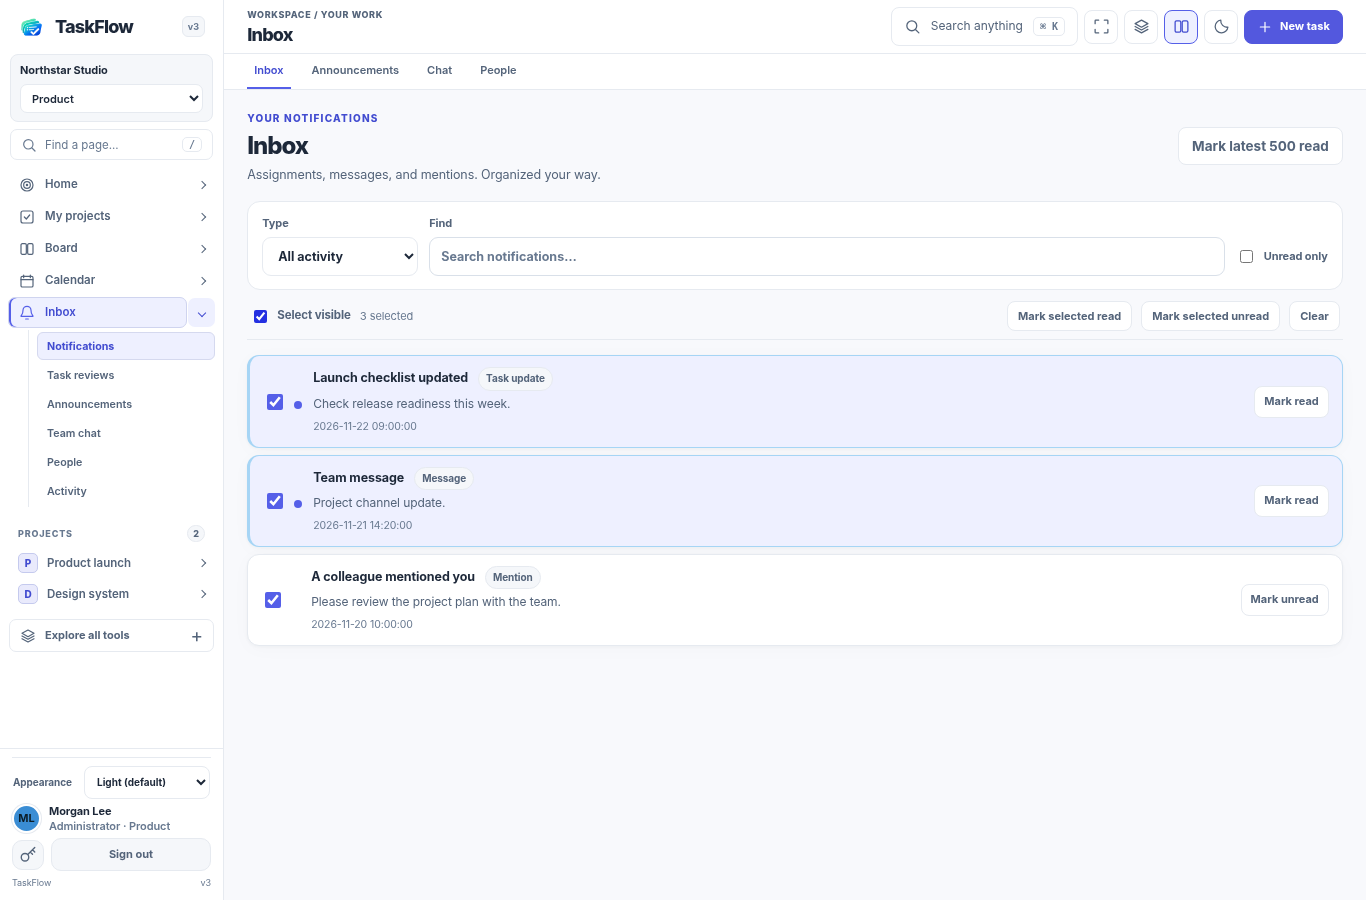 TaskFlow
v3
Northstar Studio
Product
Find a page...
/
Home
My projects
Board
Calendar
Inbox
Notifications
Task reviews
Announcements
Team chat
People
Activity
PROJECTS
2
P Product launch
D Design system
Explore all tools
Appearance
Light (default)
ML
Morgan Lee
Administrator · Product
Sign out
TaskFlow
v3
WORKSPACE / YOUR WORK
Inbox
Search anything
⌘ K
New task
Inbox
Announcements
Chat
People
YOUR NOTIFICATIONS
Inbox
Assignments, messages, and mentions. Organized your way.
Mark latest 500 read
Type
Find
All activity
Search notifications...
Unread only
Select visible
3 selected
Mark selected read
Mark selected unread
Clear
Launch checklist updated
Task update
Check release readiness this week.
2026-11-22 09:00:00
Mark read
Team message
Message
Project channel update.
2026-11-21 14:20:00
Mark read
A colleague mentioned you
Mention
Please review the project plan with the team.
2026-11-20 10:00:00
Mark unread